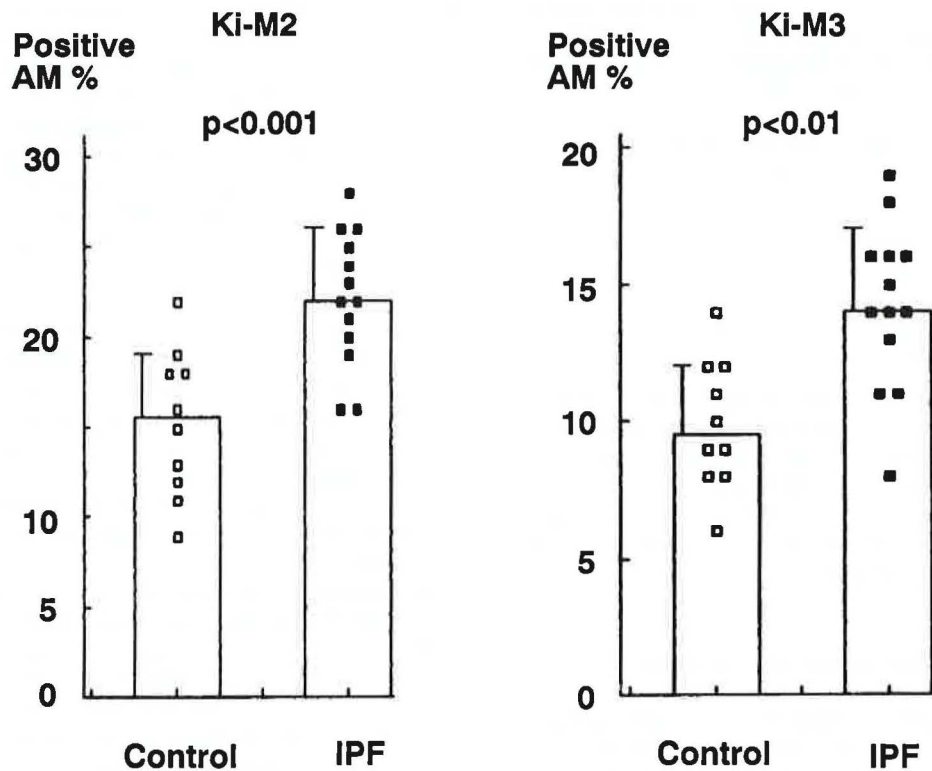 Ki-M2
Positive
AM %
p<0.001
30
20
10
5
0
Control
IPF
Ki-M3
Positive
AM %
p<0.01
20
15
10
5
0
Control
IPF